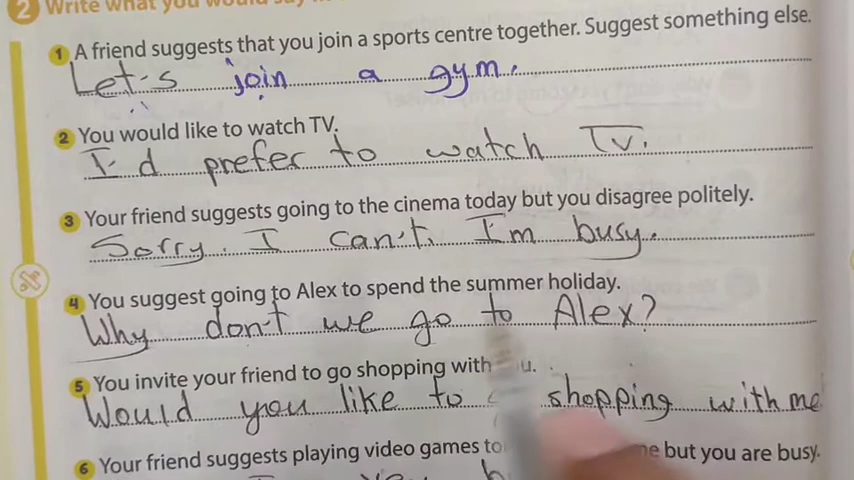 2 Write what you would say in
1 A friend suggests that you join a sports centre together. Suggest something else.
Let's join a gym.
2 You would like to watch TV.
I'd prefer to watch Tv.
3 Your friend suggests going to the cinema today but you disagree politely.
Sorry. I can't. I'm busy.
4 You suggest going to Alex to spend the summer holiday.
Why don't we go to Alex?
5 You invite your friend to go shopping with
Would you like to shopping with me
6 Your friend suggests playing video games but you are busy.